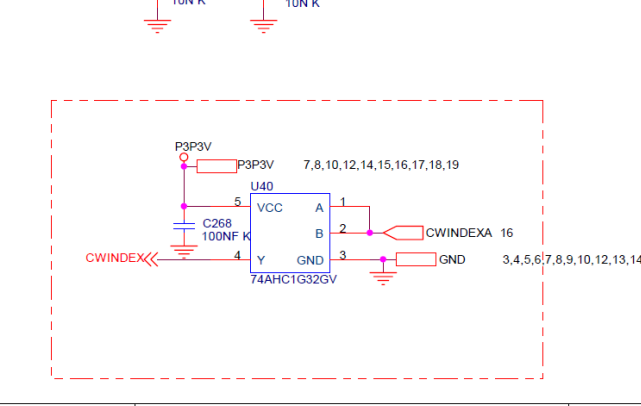 10N K
10N K
P3P3V
P3P3V 7,8,10,12,14,15,16,17,18,19
U40
5 VCC A 1
C268
100NF K
B 2 CWINDEXA 16
CWINDEX 4 Y GND 3 GND 3,4,5,6,7,8,9,10,12,13,14
74AHC1G32GV